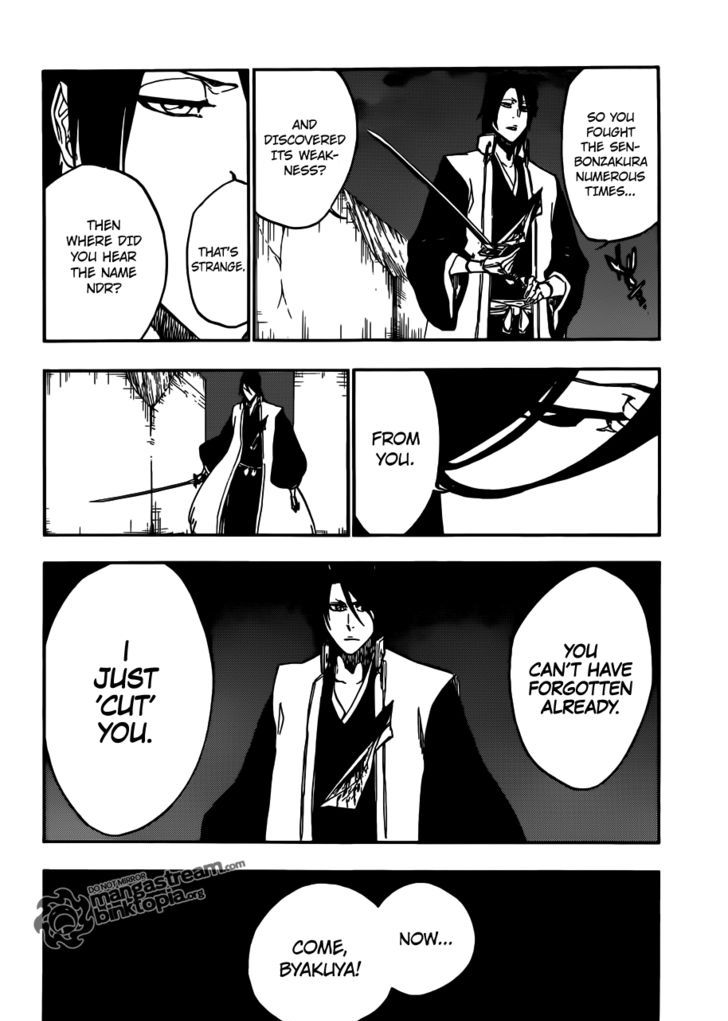 SO YOU
FOUGHT
THE SEN-
BONZAKURA
NUMEROUS
TIMES...
AND
DISCOVERED
ITS WEAK-
NESS?
THAT'S
STRANGE.
THEN
WHERE DID
YOU HEAR
THE NAME
NDR?
FROM
YOU.
YOU
CAN'T HAVE
FORGOTTEN
ALREADY.
I
JUST
'CUT'
YOU.
NOW...
COME,
BYAKUYA!
DO NOT MIRROR
mangastream.com
binktopia.org